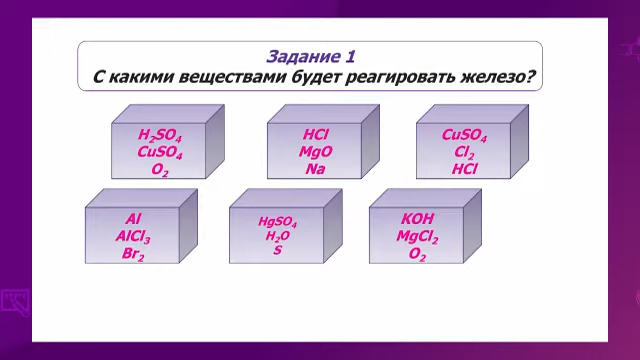 Задание 1
С какими веществами будет реагировать железо?
H₂SO₄
CuSO₄
O₂
HCl
MgO
Na
CuSO₄
Cl₂
HCl
Al
AlCl₃
Br₂
HgSO₄
H₂O
S
KOH
MgCl₂
O₂